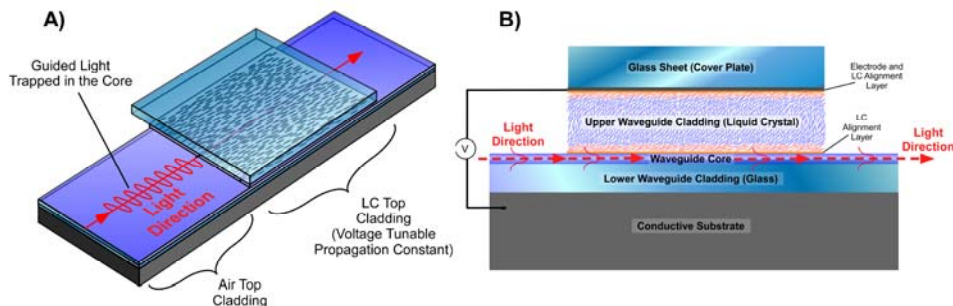 A)
Guided Light
Trapped in the Core
Light
Direction
LC Top
Cladding
(Voltage Tunable
Propagation Constant)
Air Top
Cladding
B)
Glass Sheet (Cover Plate)
Electrode and
LC Alignment
Layer
Upper Waveguide Cladding (Liquid Crystal)
V
LC
Alignment
Layer
Light
Direction
Light
Direction
Waveguide Core
Lower Waveguide Cladding (Glass)
Conductive Substrate